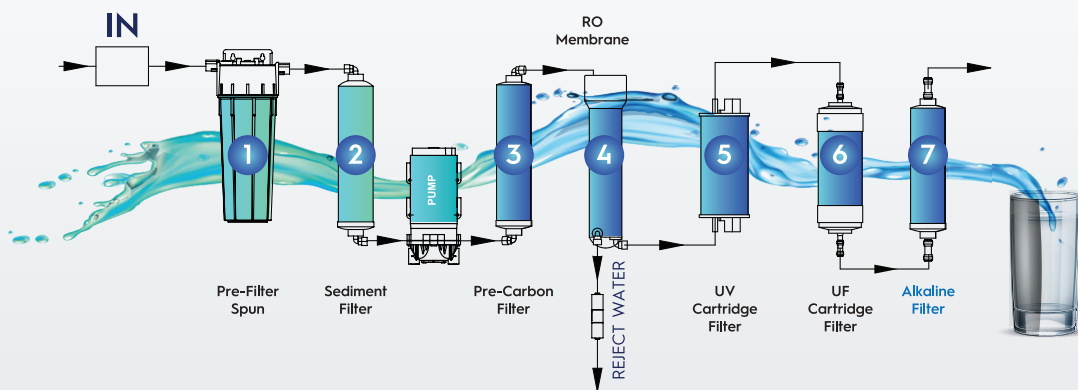 IN
RO
Membrane
1
2
PUMP
3
4
5
6
7
Pre-Filter
Spun
Sediment
Filter
Pre-Carbon
Filter
REJECT WATER
UV
Cartridge
Filter
UF
Cartridge
Filter
Alkaline
Filter